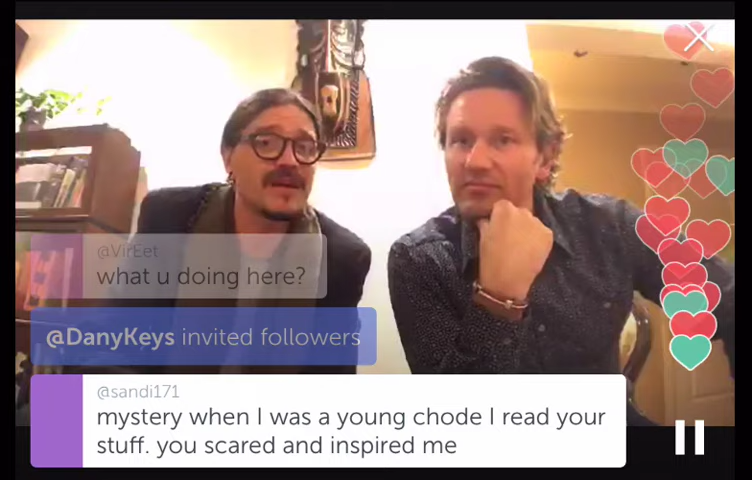 @VirEet
what u doing here?
@DanyKeys invited followers
@sandi171
mystery when I was a young chode I read your
stuff. you scared and inspired me